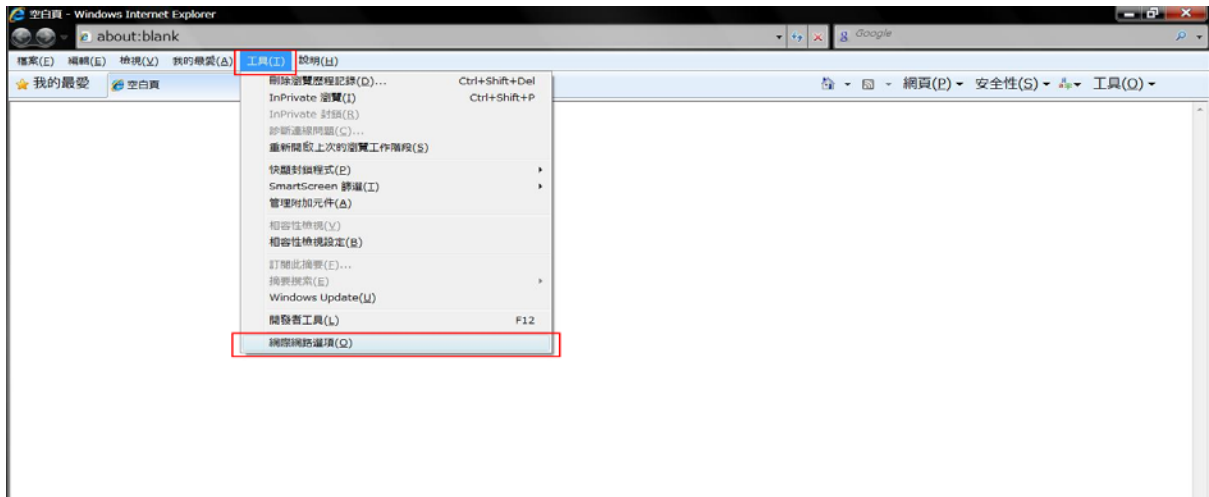 空白頁 - Windows Internet Explorer
about:blank
Google
檔案(F) 編輯(E) 檢視(V) 我的最愛(A) 工具(T) 說明(H)
我的最愛 空白頁 網頁(P) 安全性(S) 工具(O)
刪除瀏覽歷程記錄(D)... Ctrl+Shift+Del
InPrivate 瀏覽(I) Ctrl+Shift+P
InPrivate 封鎖(R)
診斷連線問題(C)...
重新開啟上次的瀏覽工作階段(S)
快顯封鎖程式(P)
SmartScreen 篩選(T)
管理附加元件(A)
相容性檢視(V)
相容性檢視設定(B)
訂閱此摘要(F)...
摘要搜索(E)
Windows Update(U)
開發者工具(L) F12
網際網路選項(O)